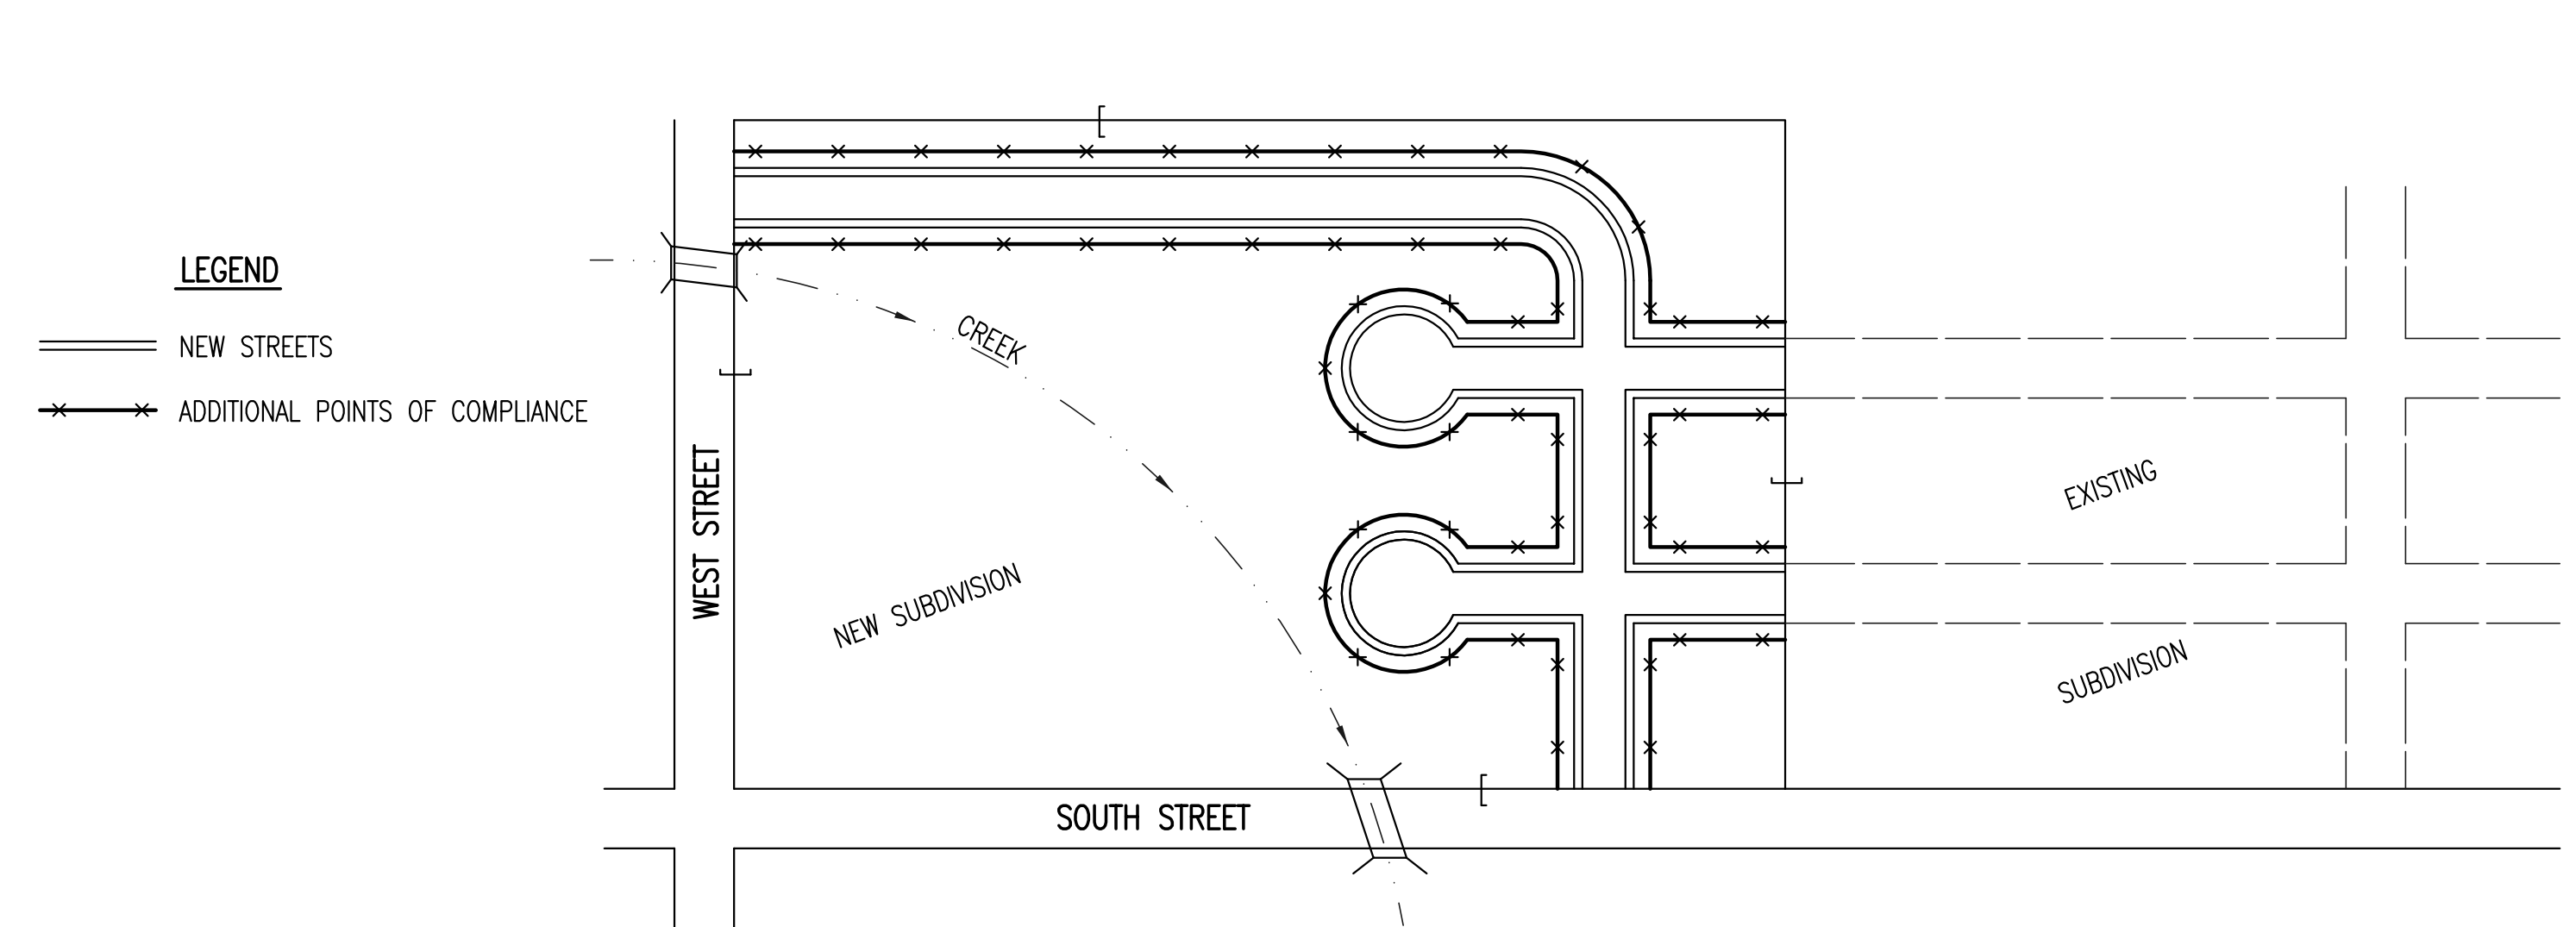 LEGEND
NEW STREETS
ADDITIONAL POINTS OF COMPLIANCE
CREEK
WEST STREET
NEW SUBDIVISION
EXISTING
SUBDIVISION
SOUTH STREET